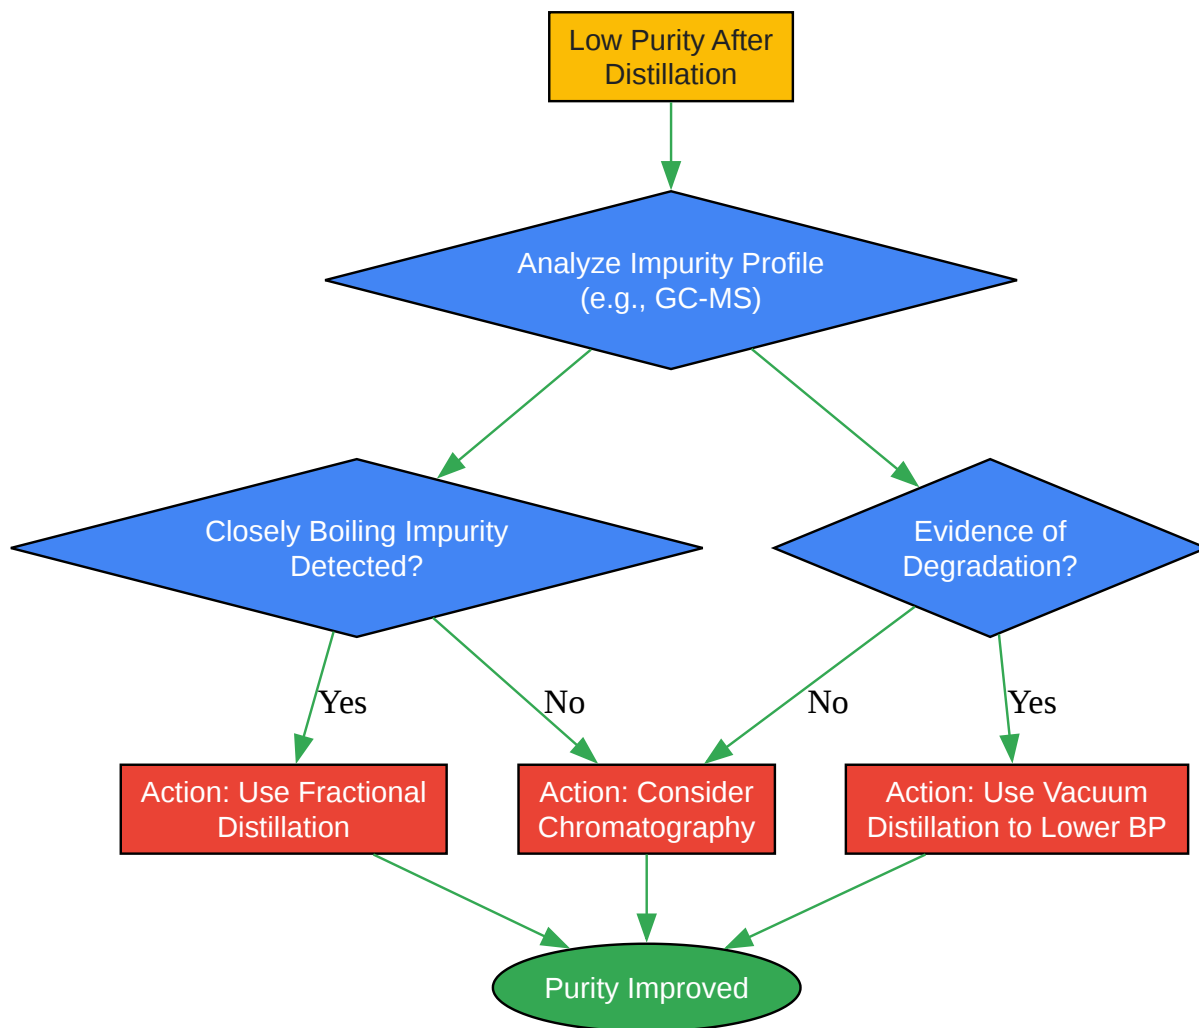 Low Purity After
Distillation
Analyze Impurity Profile
(e.g., GC-MS)
Closely Boiling Impurity
Detected?
Evidence of
Degradation?
Yes
No
No
Yes
Action: Use Fractional
Distillation
Action: Consider
Chromatography
Action: Use Vacuum
Distillation to Lower BP
Purity Improved